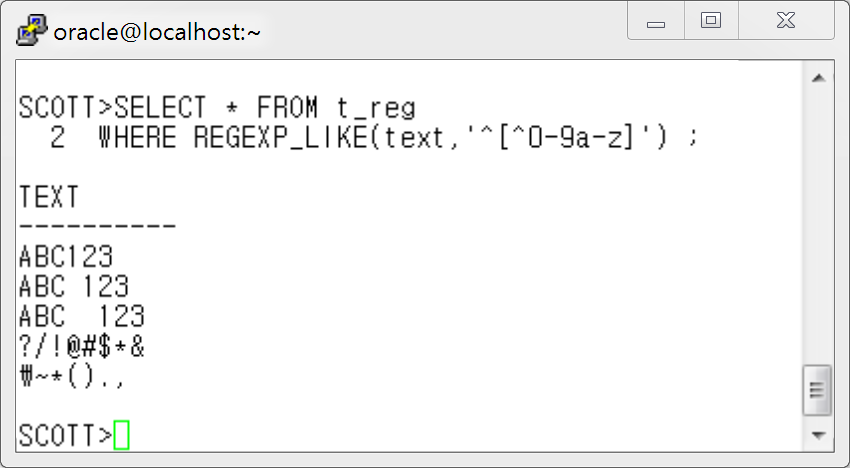 oracle@localhost:~
SCOTT>SELECT * FROM t_reg
  2  WHERE REGEXP_LIKE(text,'^[^0-9a-z]') ;
TEXT
----------
ABC123
ABC 123
ABC  123
?/!@#$*&
₩~*().,
SCOTT>